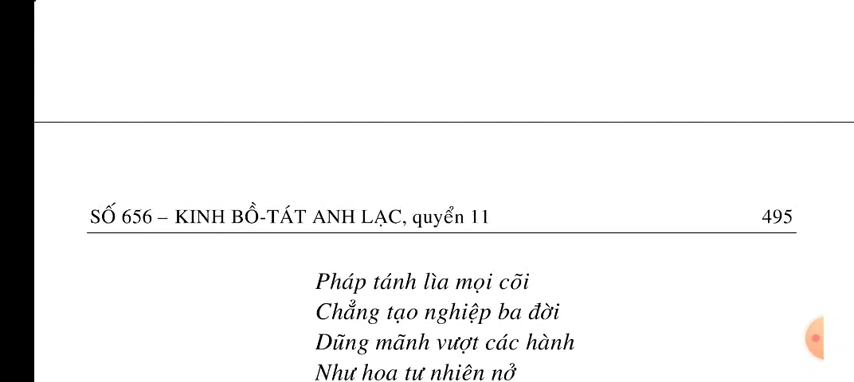 SỐ 656 – KINH BỒ-TÁT ANH LẠC, quyển 11 495
Pháp tánh lìa mọi cõi
Chẳng tạo nghiệp ba đời
Dũng mãnh vượt các hành
Như hoa tự nhiên nở